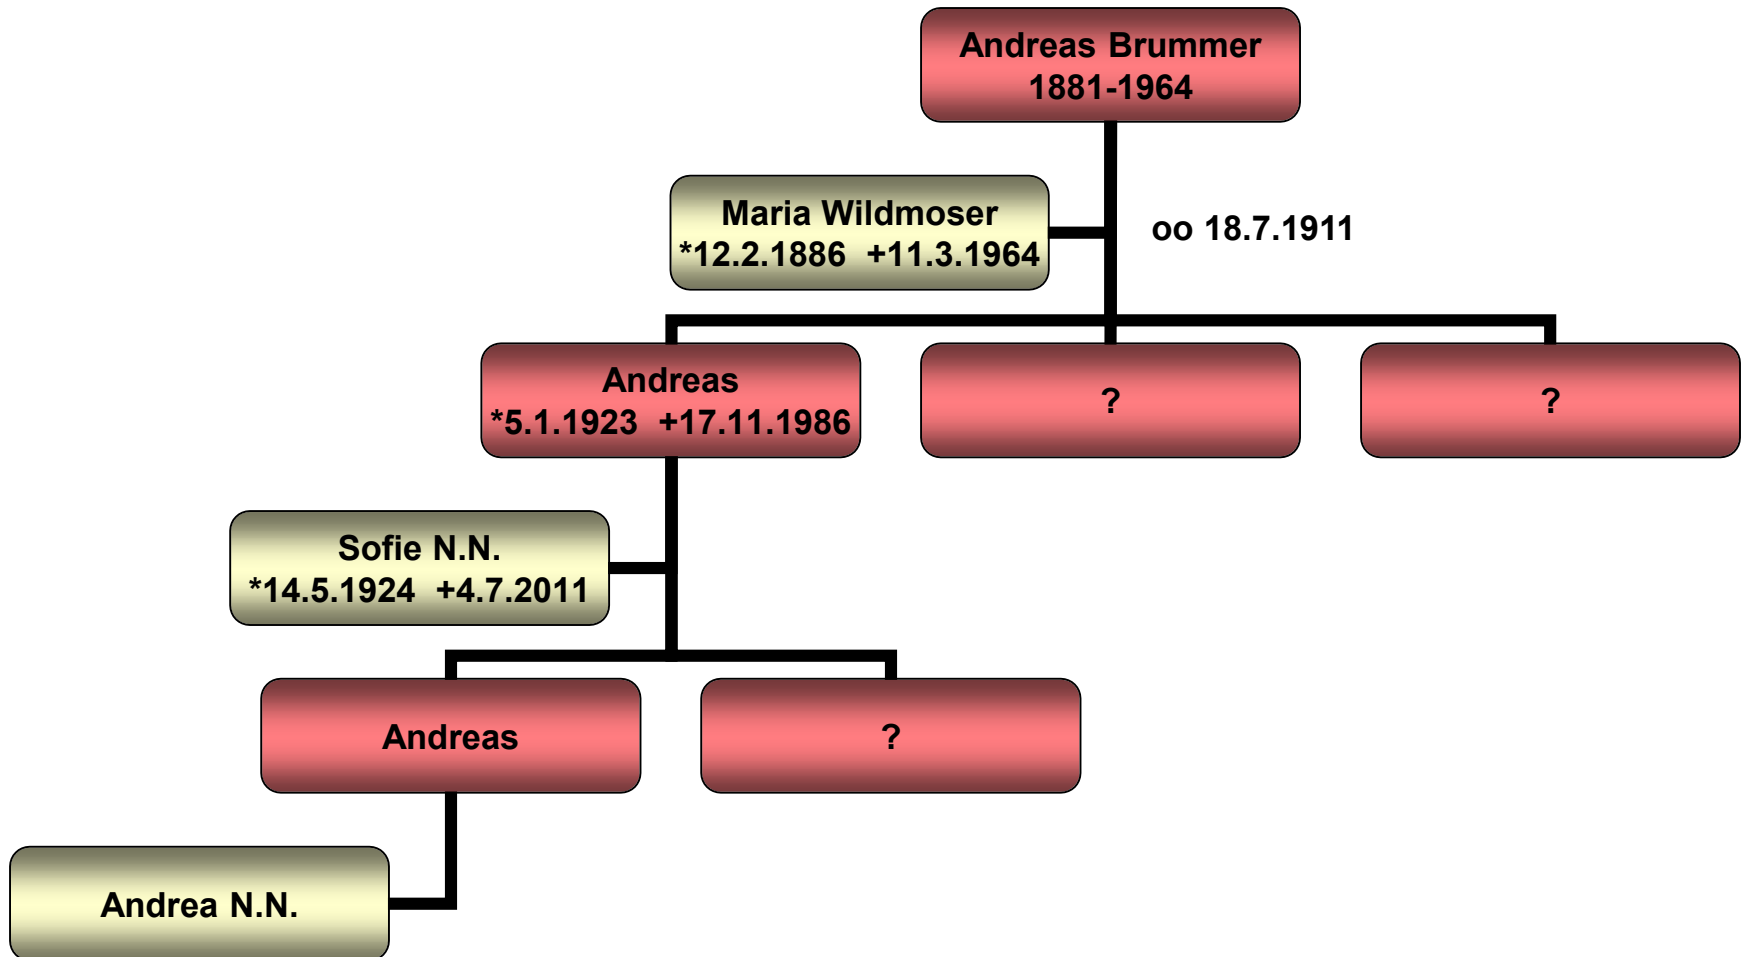 Andreas Brummer
1881-1964
Maria Wildmoser
*12.2.1886 +11.3.1964
oo 18.7.1911
Andreas
*5.1.1923 +17.11.1986
?
?
Sofie N.N.
*14.5.1924 +4.7.2011
Andreas
?
Andrea N.N.